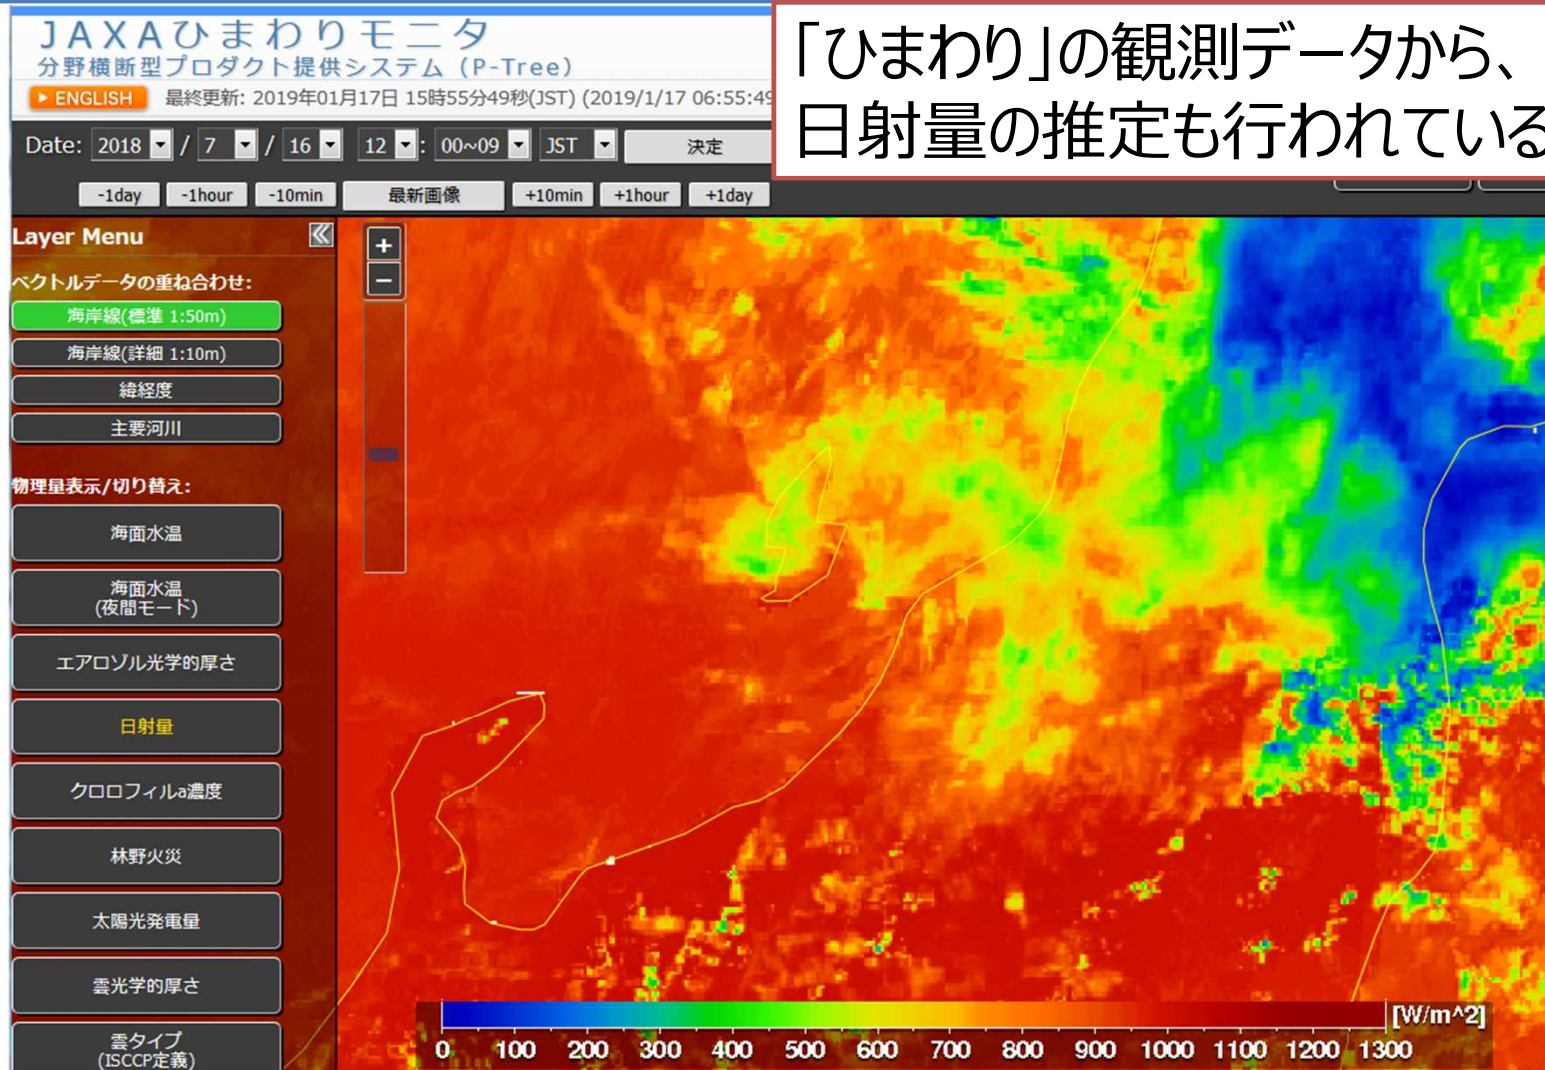 JAXAひまわりモニタ
分野横断型プロダクト提供システム (P-Tree)
ENGLISH 最終更新: 2019年01月17日 15時55分49秒(JST) (2019/1/17 06:55:49
「ひまわり」の観測データから、
日射量の推定も行われている
Date: 2018 / 7 / 16 12 : 00~09 JST 決定
-1day -1hour -10min 最新画像 +10min +1hour +1day
Layer Menu
ベクトルデータの重ね合わせ:
海岸線(標準 1:50m)
海岸線(詳細 1:10m)
緯経度
主要河川
物理量表示/切り替え:
海面水温
海面水温
(夜間モード)
エアロゾル光学的厚さ
日射量
クロロフィルa濃度
林野火災
太陽光発電量
雲光学的厚さ
雲タイプ
(ISCCP定義)
+
−
[W/m^2]
0 100 200 300 400 500 600 700 800 900 1000 1100 1200 1300